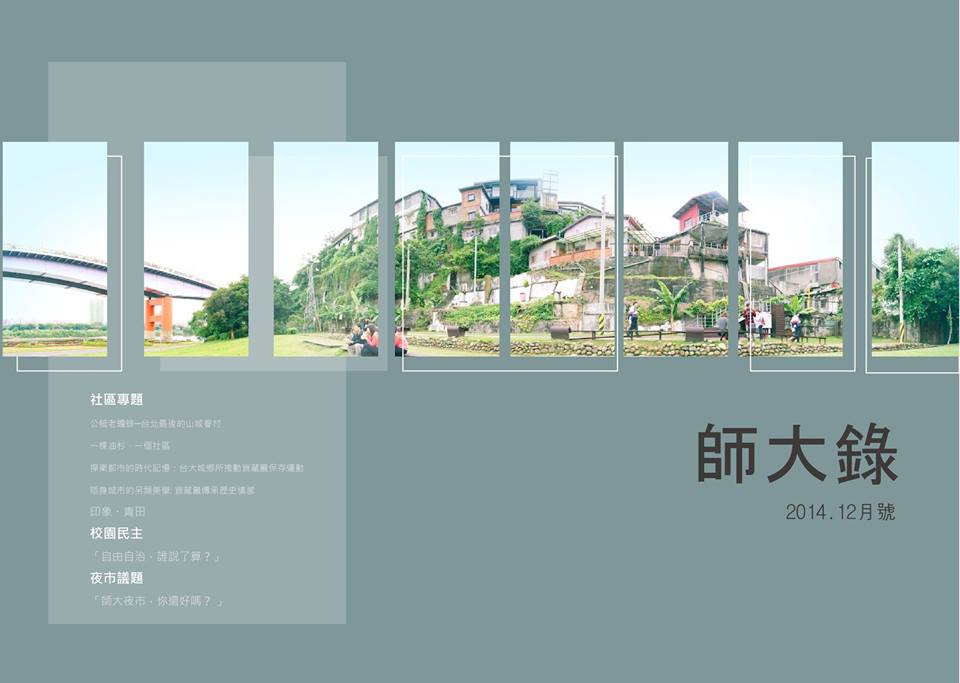 社區專題
公館老蟾蜍─台北最後的山城眷村
一棵油杉．一個社區
探索都市的時代記憶：台大城鄉所推動寶藏巖保存運動
隱身城市的另類美學:寶藏巖傳承歷史情感
印象．青田
校園民主
「自由自治，誰說了算？」
夜市議題
「師大夜市，你還好嗎？ 」
師大錄
2014.12月號